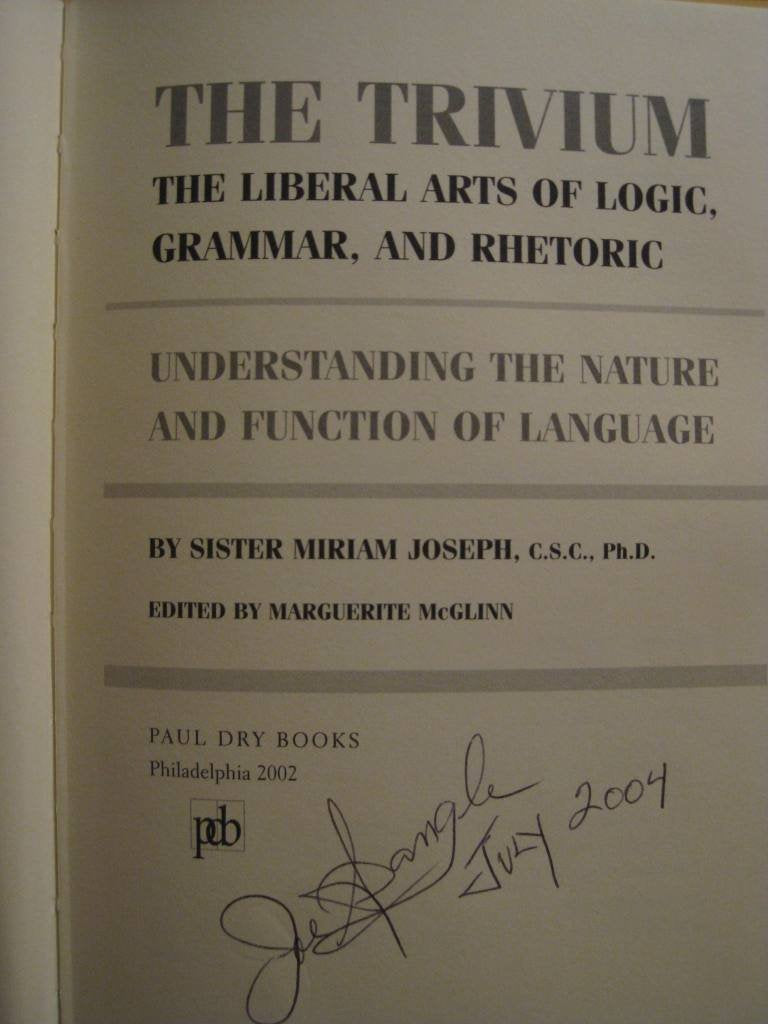 THE TRIVIUM
THE LIBERAL ARTS OF LOGIC,
GRAMMAR, AND RHETORIC
UNDERSTANDING THE NATURE
AND FUNCTION OF LANGUAGE
BY SISTER MIRIAM JOSEPH, C.S.C., Ph.D.
EDITED BY MARGUERITE McGLINN
PAUL DRY BOOKS
Philadelphia 2002
pdb
Joe
JULY 2004